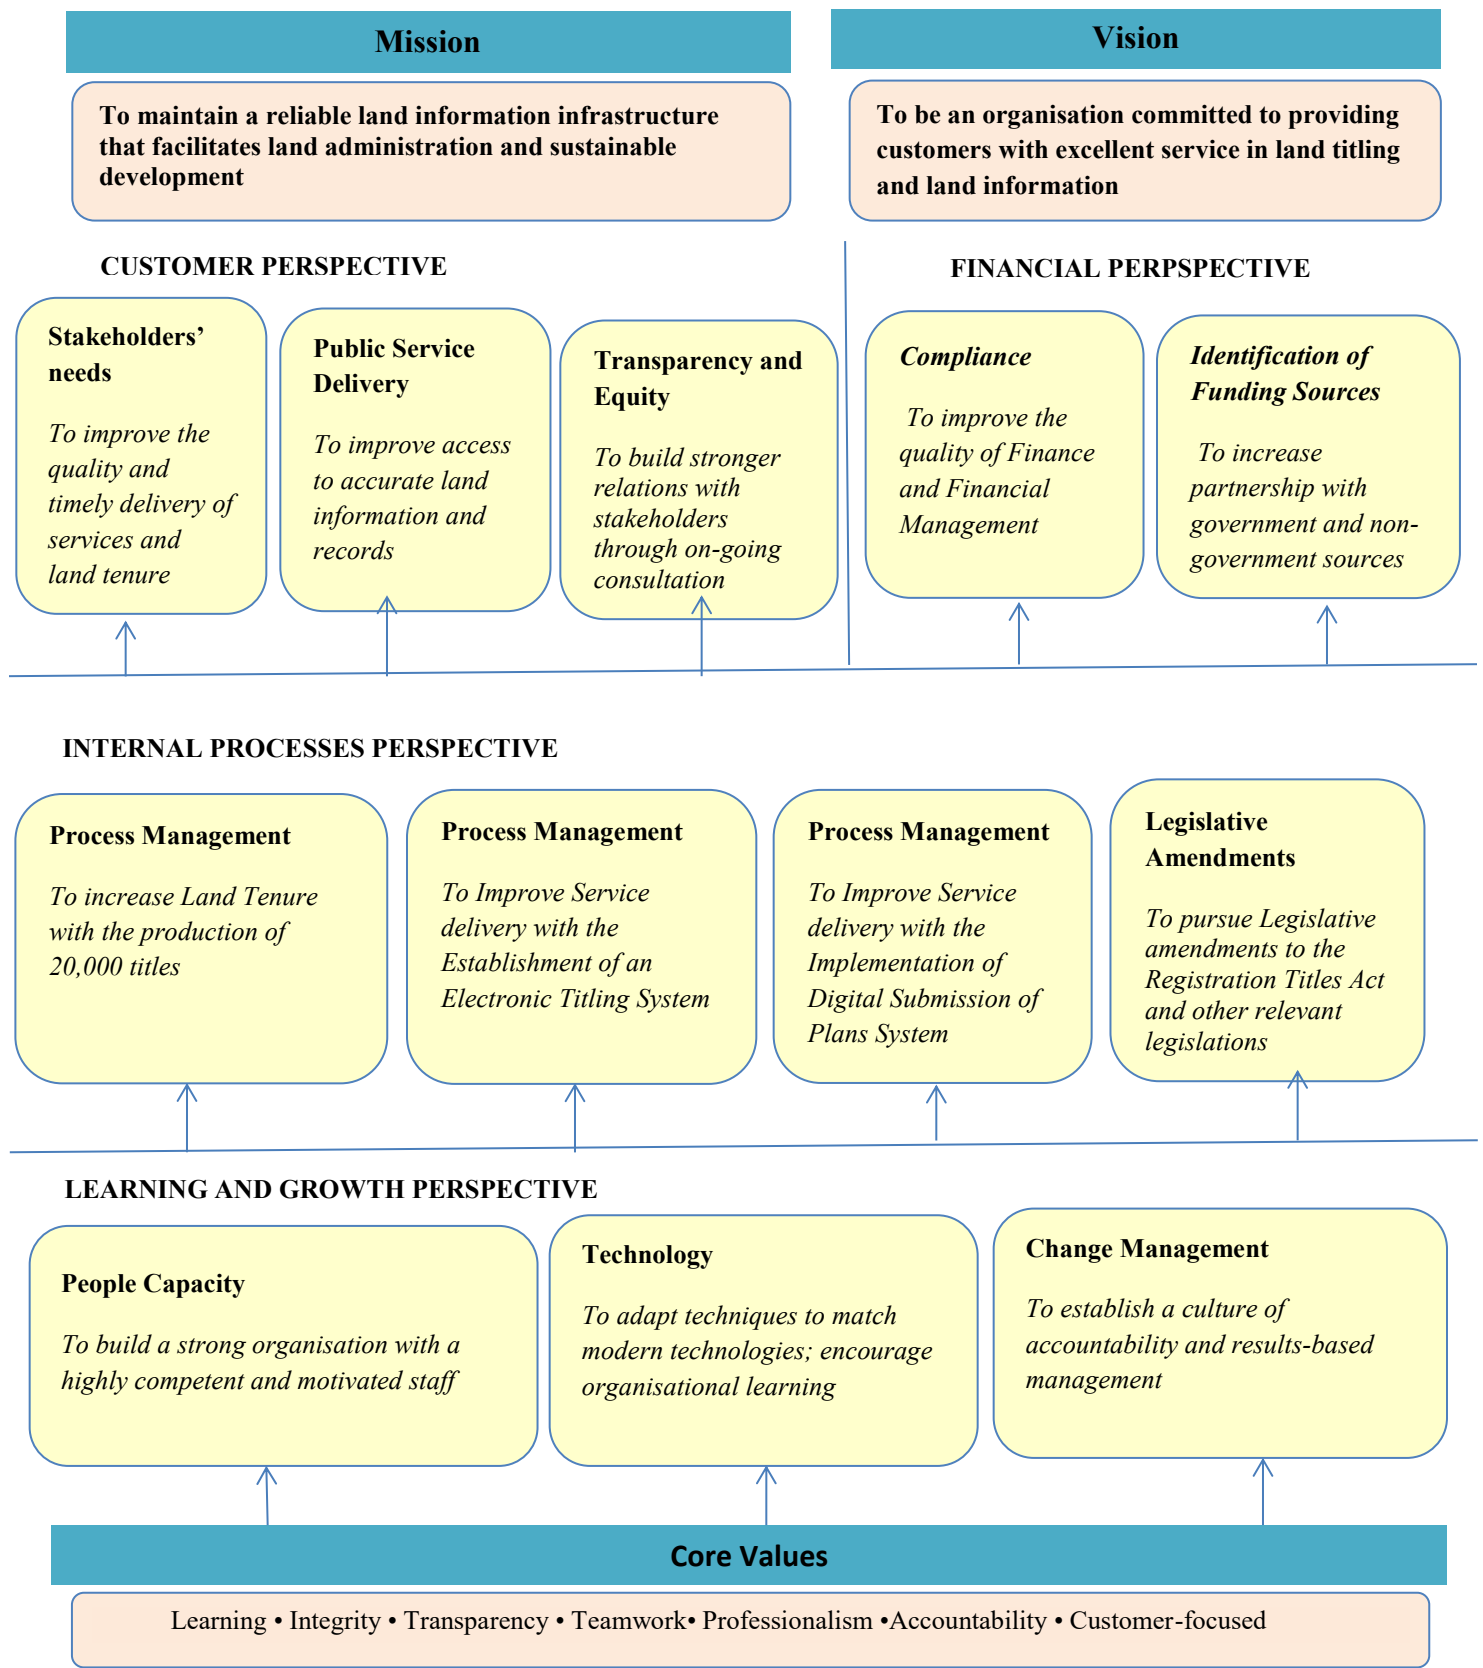 Mission
Vision
To maintain a reliable land information infrastructure
that facilitates land administration and sustainable
development
To be an organisation committed to providing
customers with excellent service in land titling
and land information
CUSTOMER PERSPECTIVE
FINANCIAL PERPSPECTIVE
Stakeholders’
needs
To improve the
quality and
timely delivery of
services and
land tenure
Public Service
Delivery
To improve access
to accurate land
information and
records
Transparency and
Equity
To build stronger
relations with
stakeholders
through on-going
consultation
Compliance
To improve the
quality of Finance
and Financial
Management
Identification of
Funding Sources
To increase
partnership with
government and non-
government sources
INTERNAL PROCESSES PERSPECTIVE
Process Management
To increase Land Tenure
with the production of
20,000 titles
Process Management
To Improve Service
delivery with the
Establishment of an
Electronic Titling System
Process Management
To Improve Service
delivery with the
Implementation of
Digital Submission of
Plans System
Legislative
Amendments
To pursue Legislative
amendments to the
Registration Titles Act
and other relevant
legislations
LEARNING AND GROWTH PERSPECTIVE
People Capacity
To build a strong organisation with a
highly competent and motivated staff
Technology
To adapt techniques to match
modern technologies; encourage
organisational learning
Change Management
To establish a culture of
accountability and results-based
management
Core Values
Learning • Integrity • Transparency • Teamwork• Professionalism •Accountability • Customer-focused